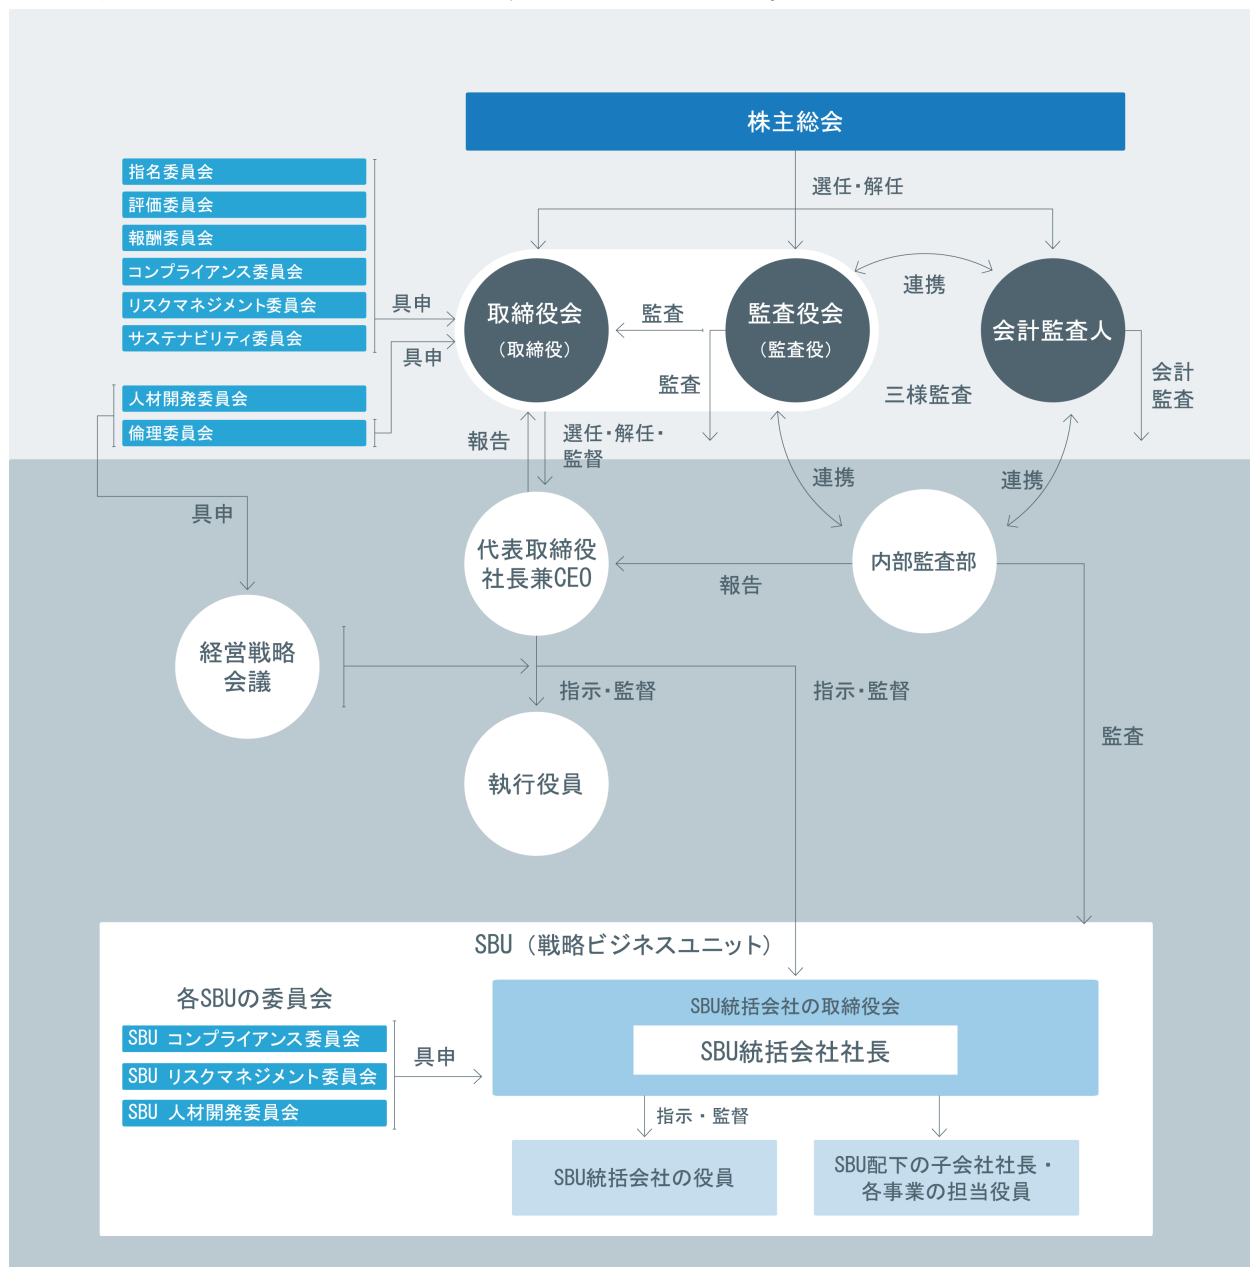 株主総会
選任・解任
指名委員会
評価委員会
報酬委員会
コンプライアンス委員会
リスクマネジメント委員会
サステナビリティ委員会
人材開発委員会
倫理委員会
具申
具申
具申
取締役会
（取締役）
監査
監査役会
（監査役）
連携
会計監査人
監査
三様監査
会計
監査
報告
選任・解任・
監督
連携
連携
代表取締役
社長兼CEO
報告
内部監査部
経営戦略
会議
指示・監督
指示・監督
監査
執行役員
SBU（戦略ビジネスユニット）
各SBUの委員会
SBU コンプライアンス委員会
SBU リスクマネジメント委員会
SBU 人材開発委員会
具申
SBU統括会社の取締役会
SBU統括会社社長
指示・監督
SBU統括会社の役員
SBU配下の子会社社長・
各事業の担当役員